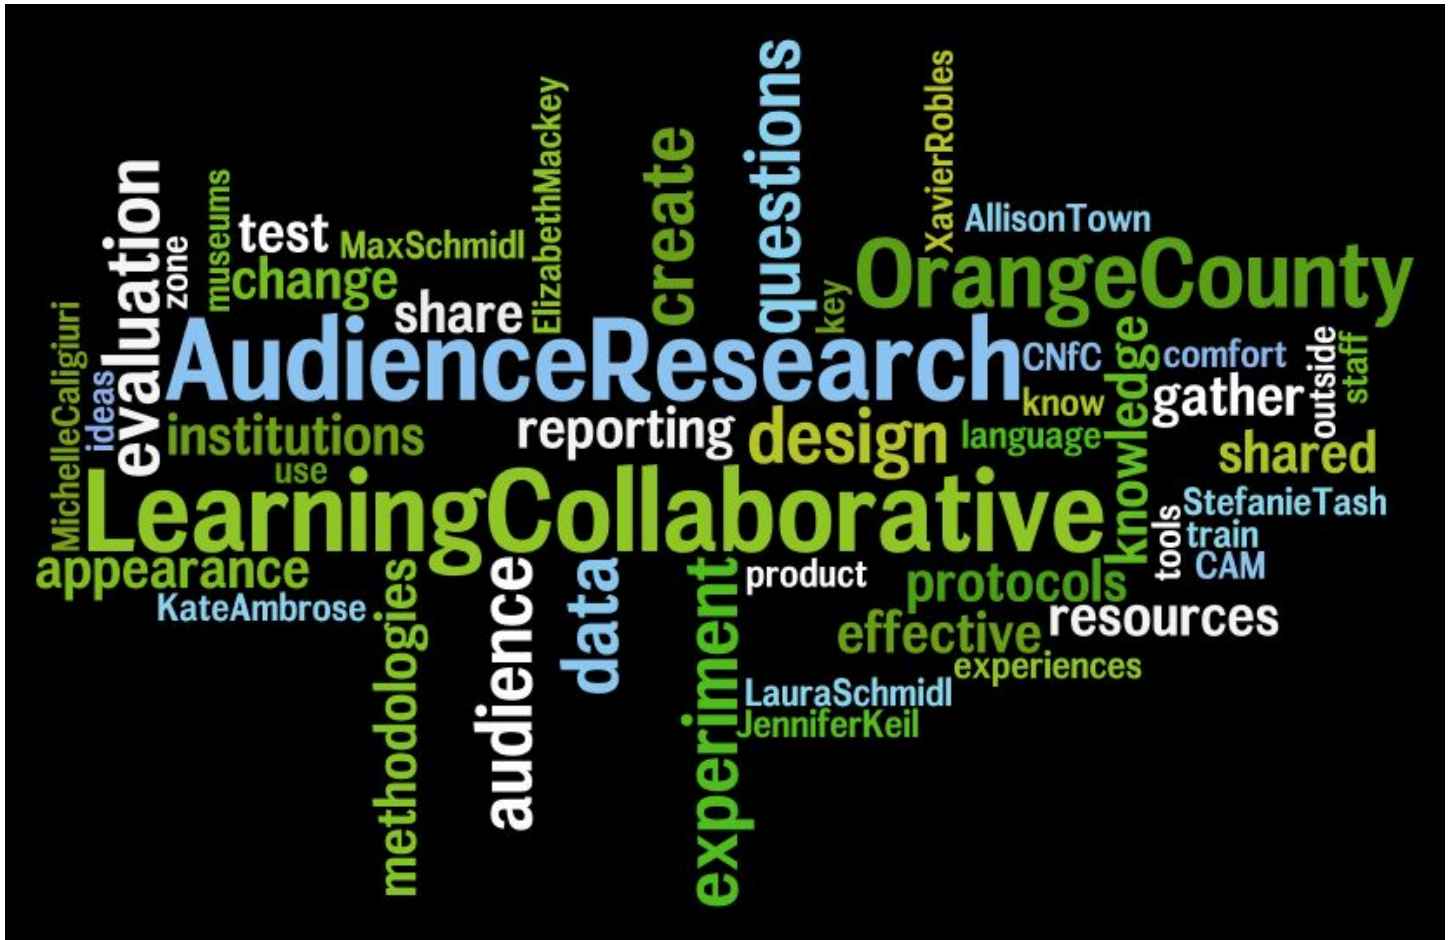 questions
XavierRobles
ElizabethMackey
create
evaluation
museums
AllisonTown
test
MaxSchmidl
zone
OrangeCounty
change
key
share
MichelleCaligiuri
AudienceResearch
knowledge
CNfC
comfort
outside
staff
ideas
know
gather
institutions
reporting
design
language
shared
use
LearningCollaborative
StefanieTash
tools
train
CAM
appearance
methodologies
audience
data
experiment
product
protocols
KateAmbrose
resources
effective
experiences
LauraSchmidl
JenniferKeil